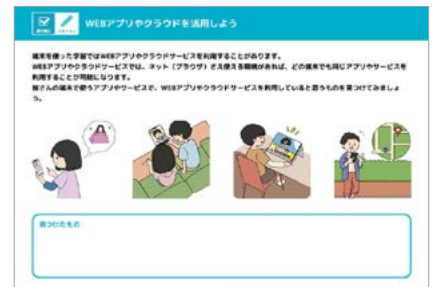 WEBアプリやクラウドを活用しよう
端末を使った学習ではWEBアプリやクラウドサービスを利用することがあります。
WEBアプリやクラウドサービスでは、ネット（ブラウザ）さえ使える環境があれば、どの端末でも同じアプリやサービスを
利用することが可能になります。
皆さんの端末で使うアプリやサービスで、WEBアプリやクラウドサービスを利用していると思うものを見つけてみましょ
う。
見つけたもの